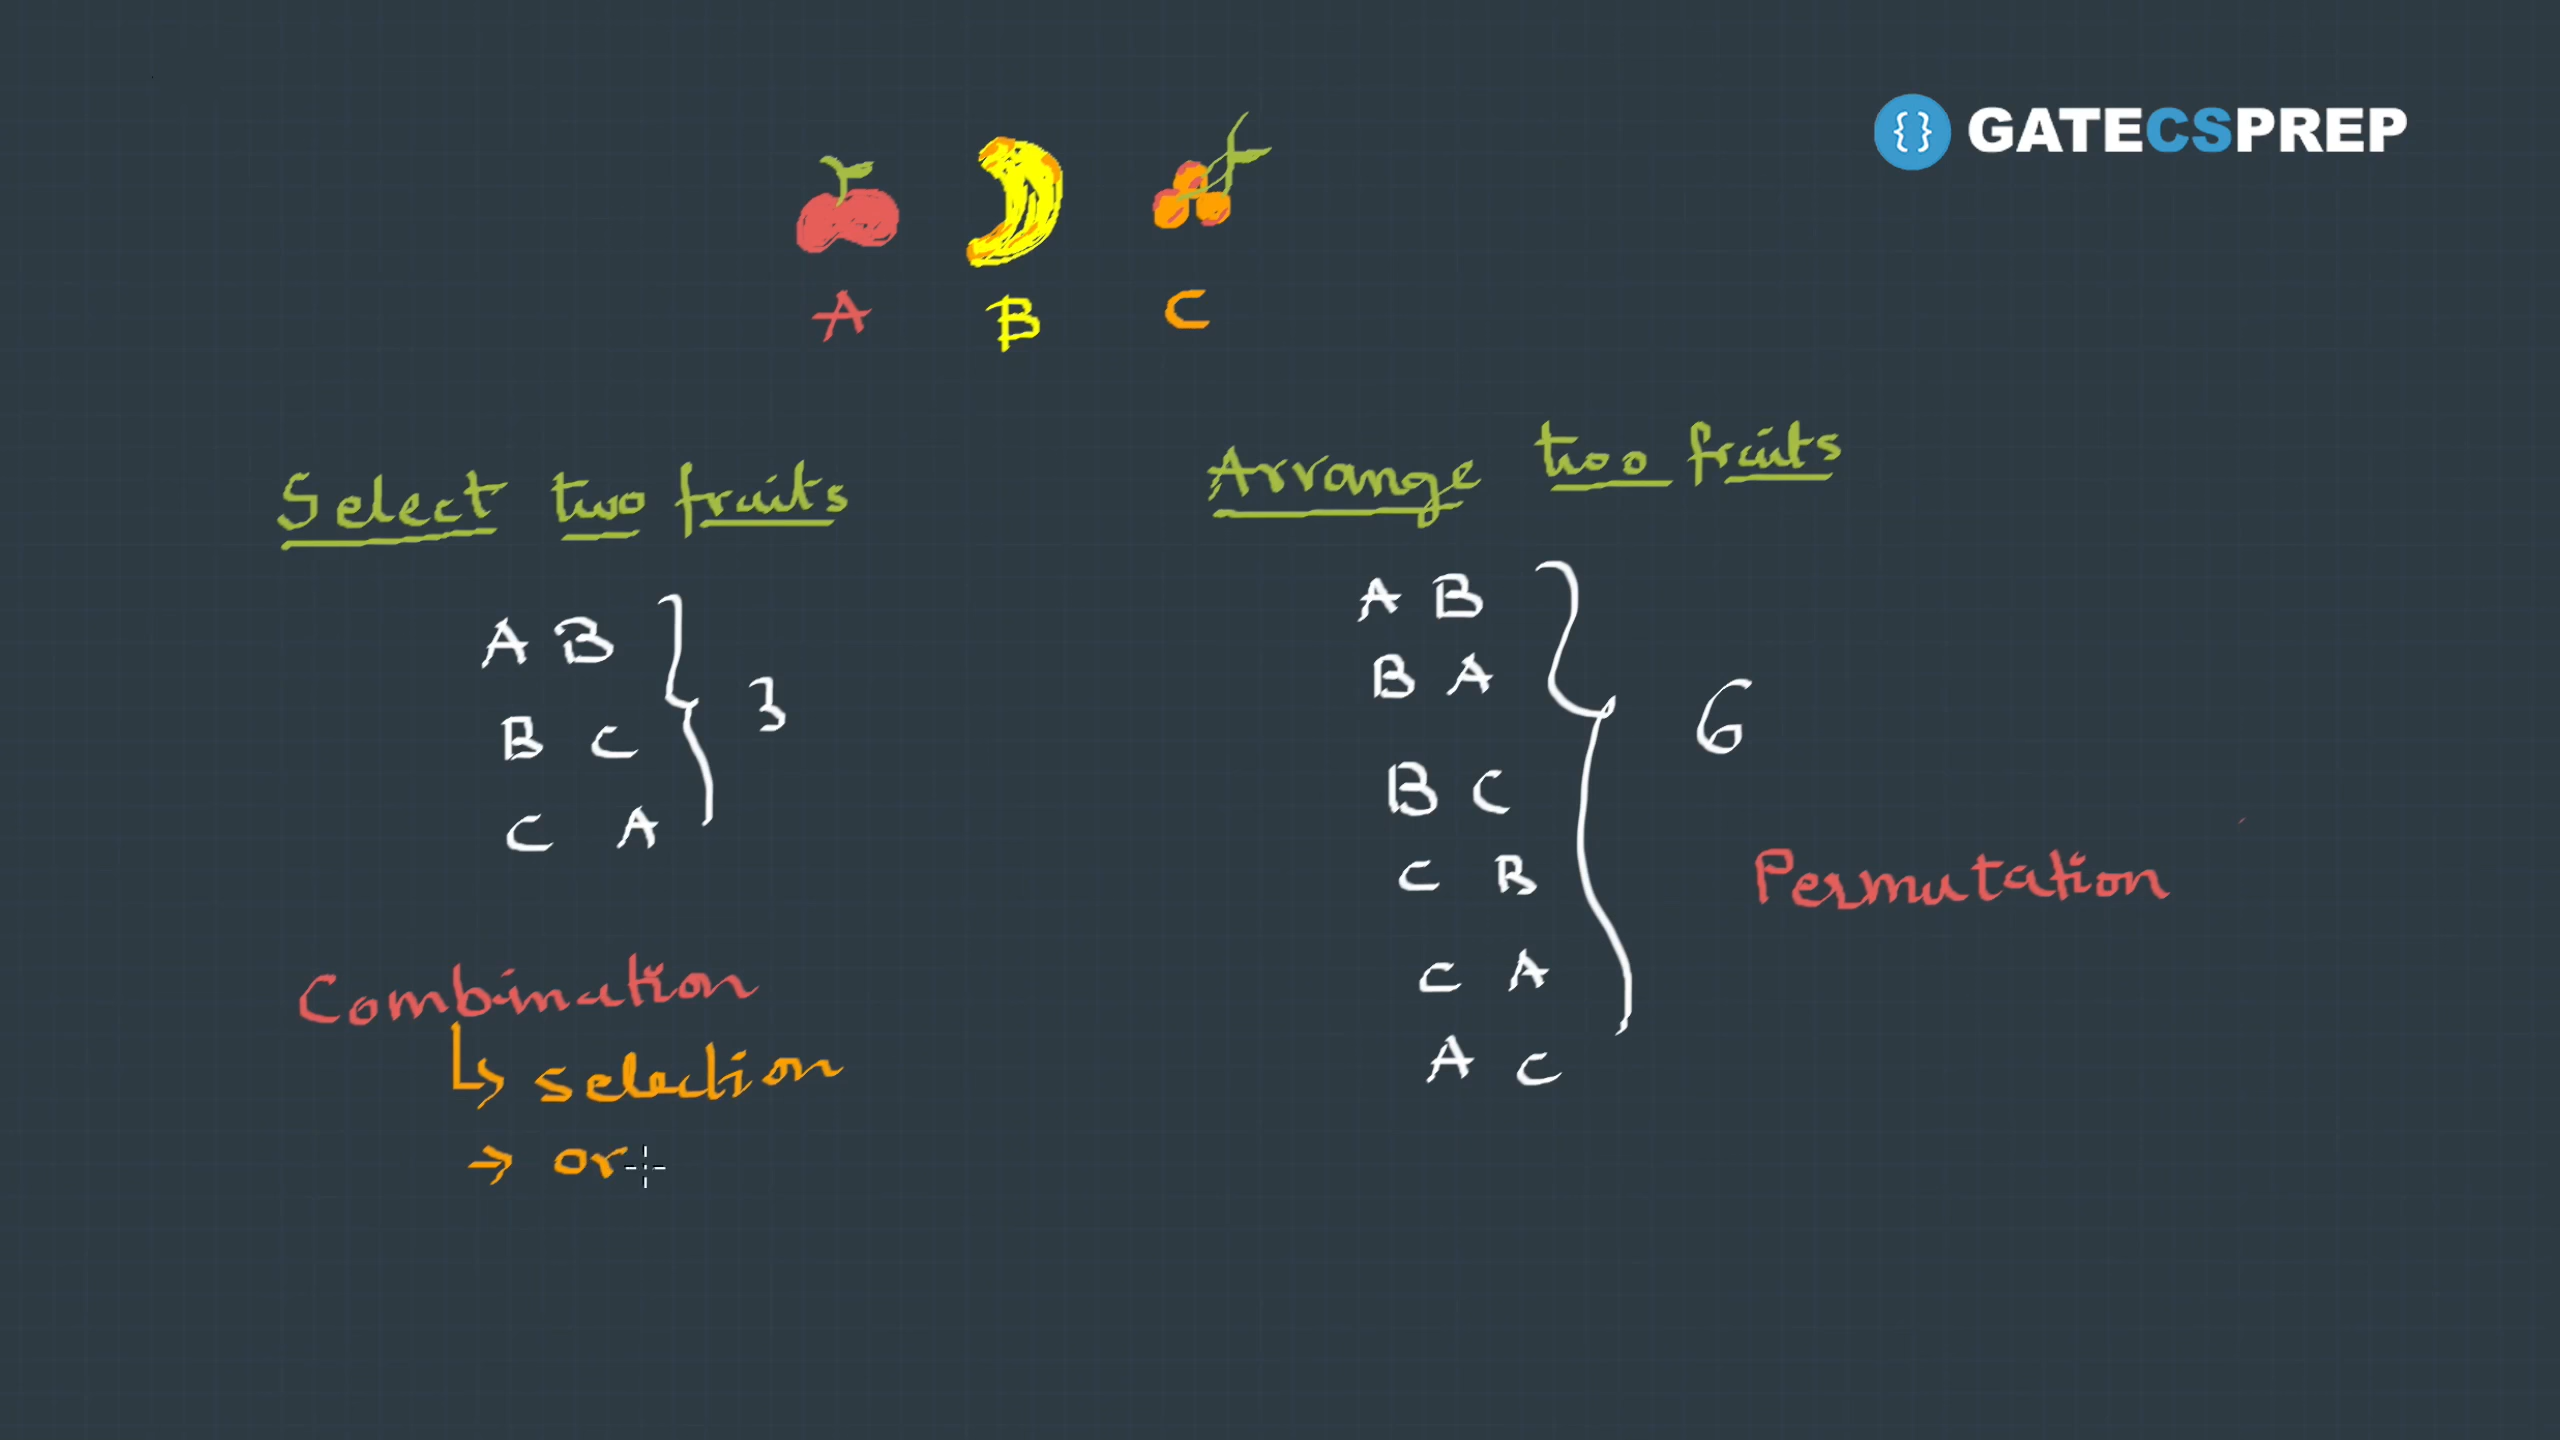 {} GATECSPREP
A B C
Select two fruits
A B
B C
C A
3
Combination
↳ selection
→ or
Arrange two fruits
A B
B A
B C
C B
C A
A C
6
Permutation